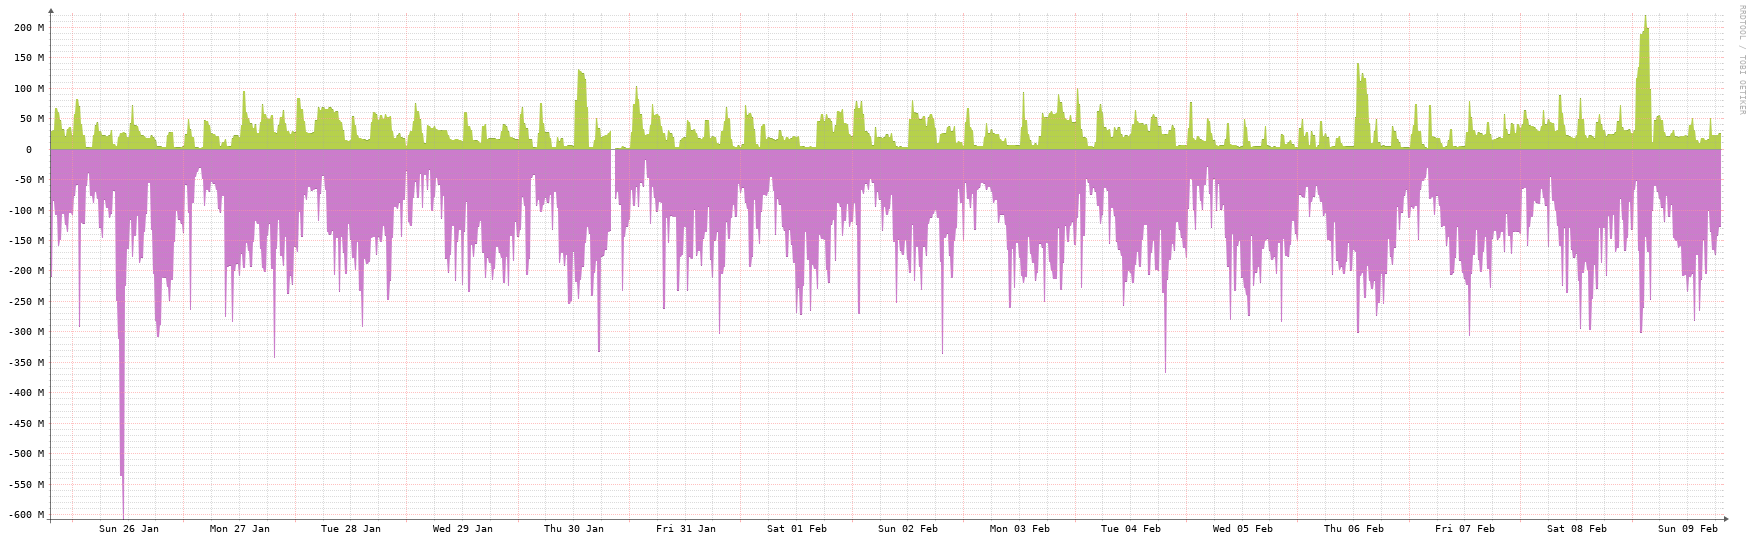 200 M
150 M
100 M
50 M
0
-50 M
-100 M
-150 M
-200 M
-250 M
-300 M
-350 M
-400 M
-450 M
-500 M
-550 M
-600 M
Sun 26 Jan Mon 27 Jan Tue 28 Jan Wed 29 Jan Thu 30 Jan Fri 31 Jan Sat 01 Feb Sun 02 Feb Mon 03 Feb Tue 04 Feb Wed 05 Feb Thu 06 Feb Fri 07 Feb Sat 08 Feb Sun 09 Feb
RRDTOOL / TOBI OETIKER